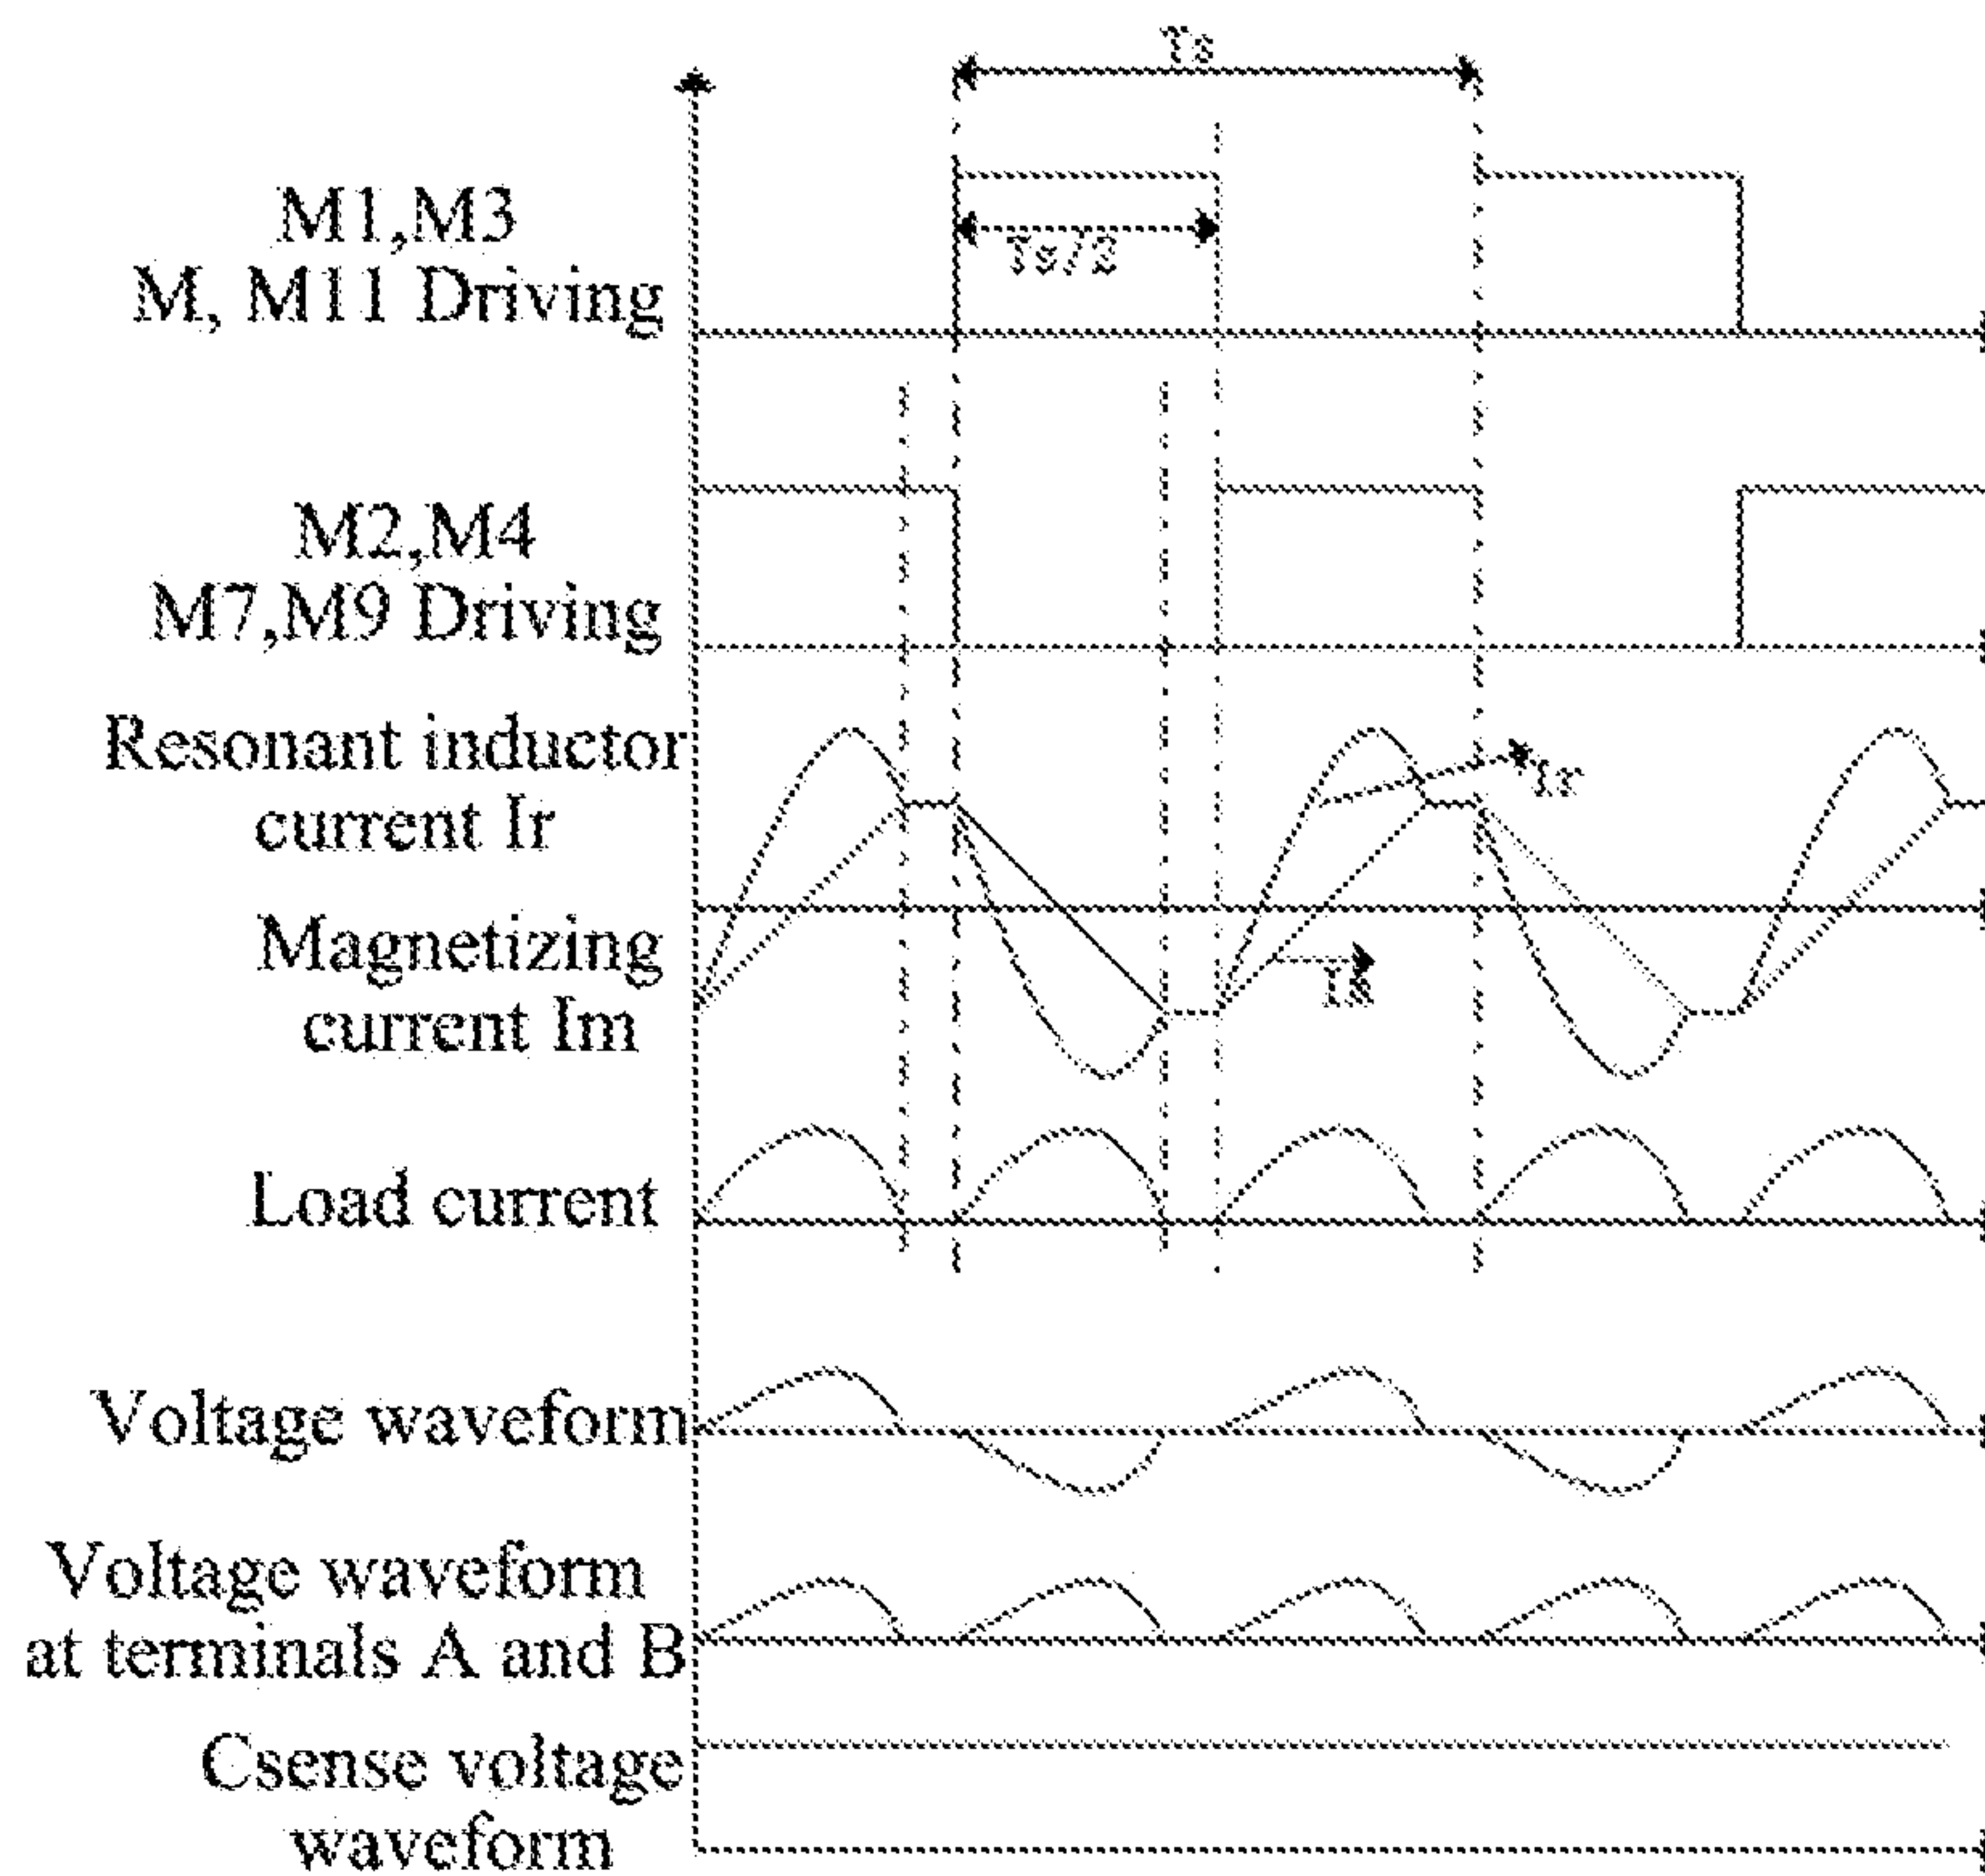 Ts
M1,M3
M, M11 Driving
Ts/2
M2,M4
M7,M9 Driving
Resonant inductor
current Ir
Ir
Magnetizing
current Im
Load current
Voltage waveform
Voltage waveform
at terminals A and B
Csense voltage
waveform